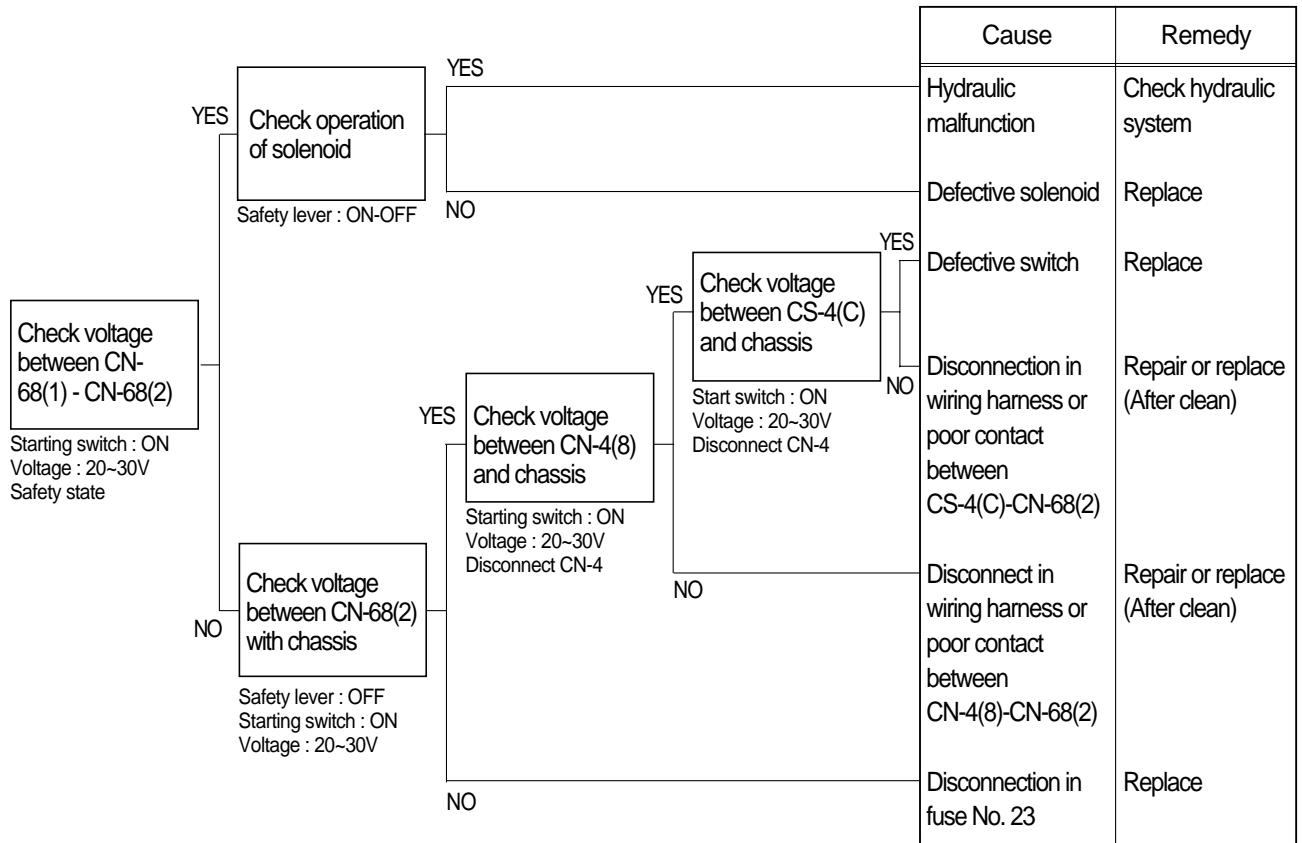 Cause
Remedy
YES
Hydraulic
malfunction
Check hydraulic
system
YES
Check operation
of solenoid
Safety lever : ON-OFF
NO
Defective solenoid
Replace
YES
Defective switch
Replace
YES
Check voltage
between CS-4(C)
and chassis
Start switch : ON
Voltage : 20~30V
Disconnect CN-4
NO
Disconnection in
wiring harness or
poor contact
between
CS-4(C)-CN-68(2)
Repair or replace
(After clean)
Check voltage
between CN-
68(1) - CN-68(2)
Starting switch : ON
Voltage : 20~30V
Safety state
YES
Check voltage
between CN-4(8)
and chassis
Starting switch : ON
Voltage : 20~30V
Disconnect CN-4
NO
Disconnect in
wiring harness or
poor contact
between
CN-4(8)-CN-68(2)
Repair or replace
(After clean)
NO
Check voltage
between CN-68(2)
with chassis
Safety lever : OFF
Starting switch : ON
Voltage : 20~30V
NO
Disconnection in
fuse No. 23
Replace